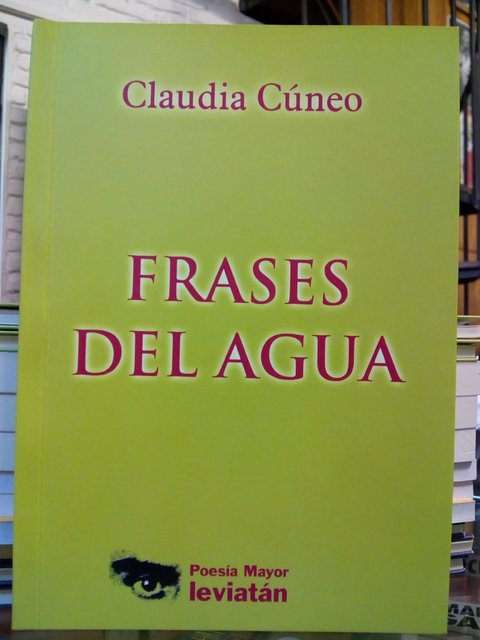 Claudia Cúneo
FRASES
DEL AGUA
Poesía Mayor
leviatán